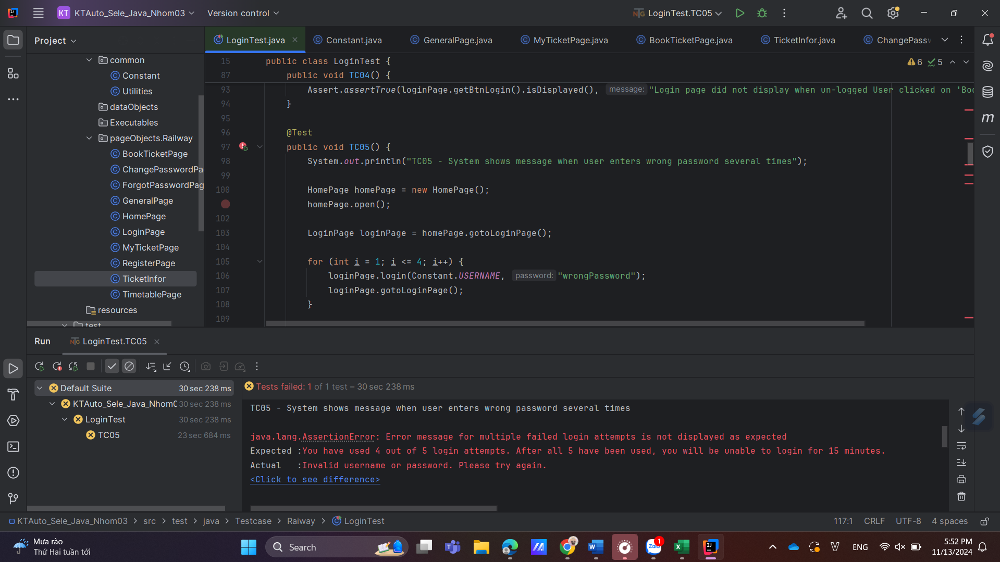 KT KTAuto_Sele_Java_Nhom03 Version control LoginTest.TC05
Project
LoginTest.java Constant.java GeneralPage.java MyTicketPage.java BookTicketPage.java TicketInfor.java ChangePassw
common
Constant
Utilities
dataObjects
Executables
pageObjects.Railway
BookTicketPage
ChangePasswordPa
ForgotPasswordPag
GeneralPage
HomePage
LoginPage
MyTicketPage
RegisterPage
TicketInfor
TimetablePage
resources
test
6 5
15 public class LoginTest {
87 public void TC04() {
93 Assert.assertTrue(loginPage.getBtnLogin().isDisplayed(), message: "Login page did not display when un-logged User clicked on 'Boo
94 }
95
96 @Test
97 public void TC05() {
98 System.out.println("TC05 - System shows message when user enters wrong password several times");
99
100 HomePage homePage = new HomePage();
homePage.open();
102
103 LoginPage loginPage = homePage.gotoLoginPage();
104
105 for (int i = 1; i <= 4; i++) {
106 loginPage.login(Constant.USERNAME, password: "wrongPassword");
107 loginPage.gotoLoginPage();
108 }
109
Run LoginTest.TC05
Default Suite 30 sec 238 ms
KTAuto_Sele_Java_Nhom0 30 sec 238 ms
LoginTest 30 sec 238 ms
TC05 23 sec 684 ms
Tests failed: 1 of 1 test – 30 sec 238 ms
TC05 - System shows message when user enters wrong password several times
java.lang.AssertionError: Error message for multiple failed login attempts is not displayed as expected
Expected :You have used 4 out of 5 login attempts. After all 5 have been used, you will be unable to login for 15 minutes.
Actual :Invalid username or password. Please try again.
<Click to see difference>
KTAuto_Sele_Java_Nhom03 > src > test > java > Testcase > Raiway > LoginTest
117:1 CRLF UTF-8 4 spaces
Mưa rào
Thứ Hai tuần tới
Search
Zalo 1
ENG
5:52 PM
11/13/2024